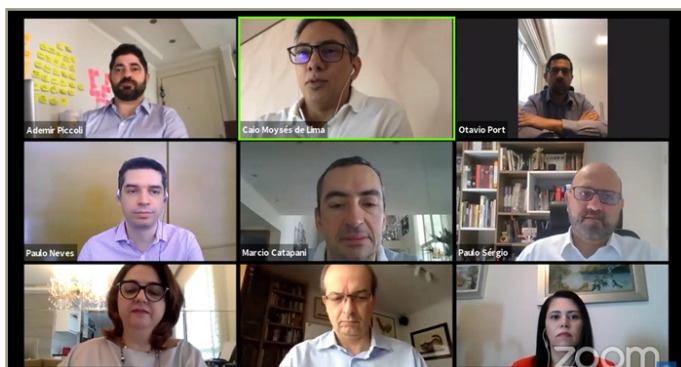 Ademir Piccoli
Caio Moysés de Lima
Otavio Port
Paulo Neves
Marcio Catapani
Paulo Sérgio
zoom